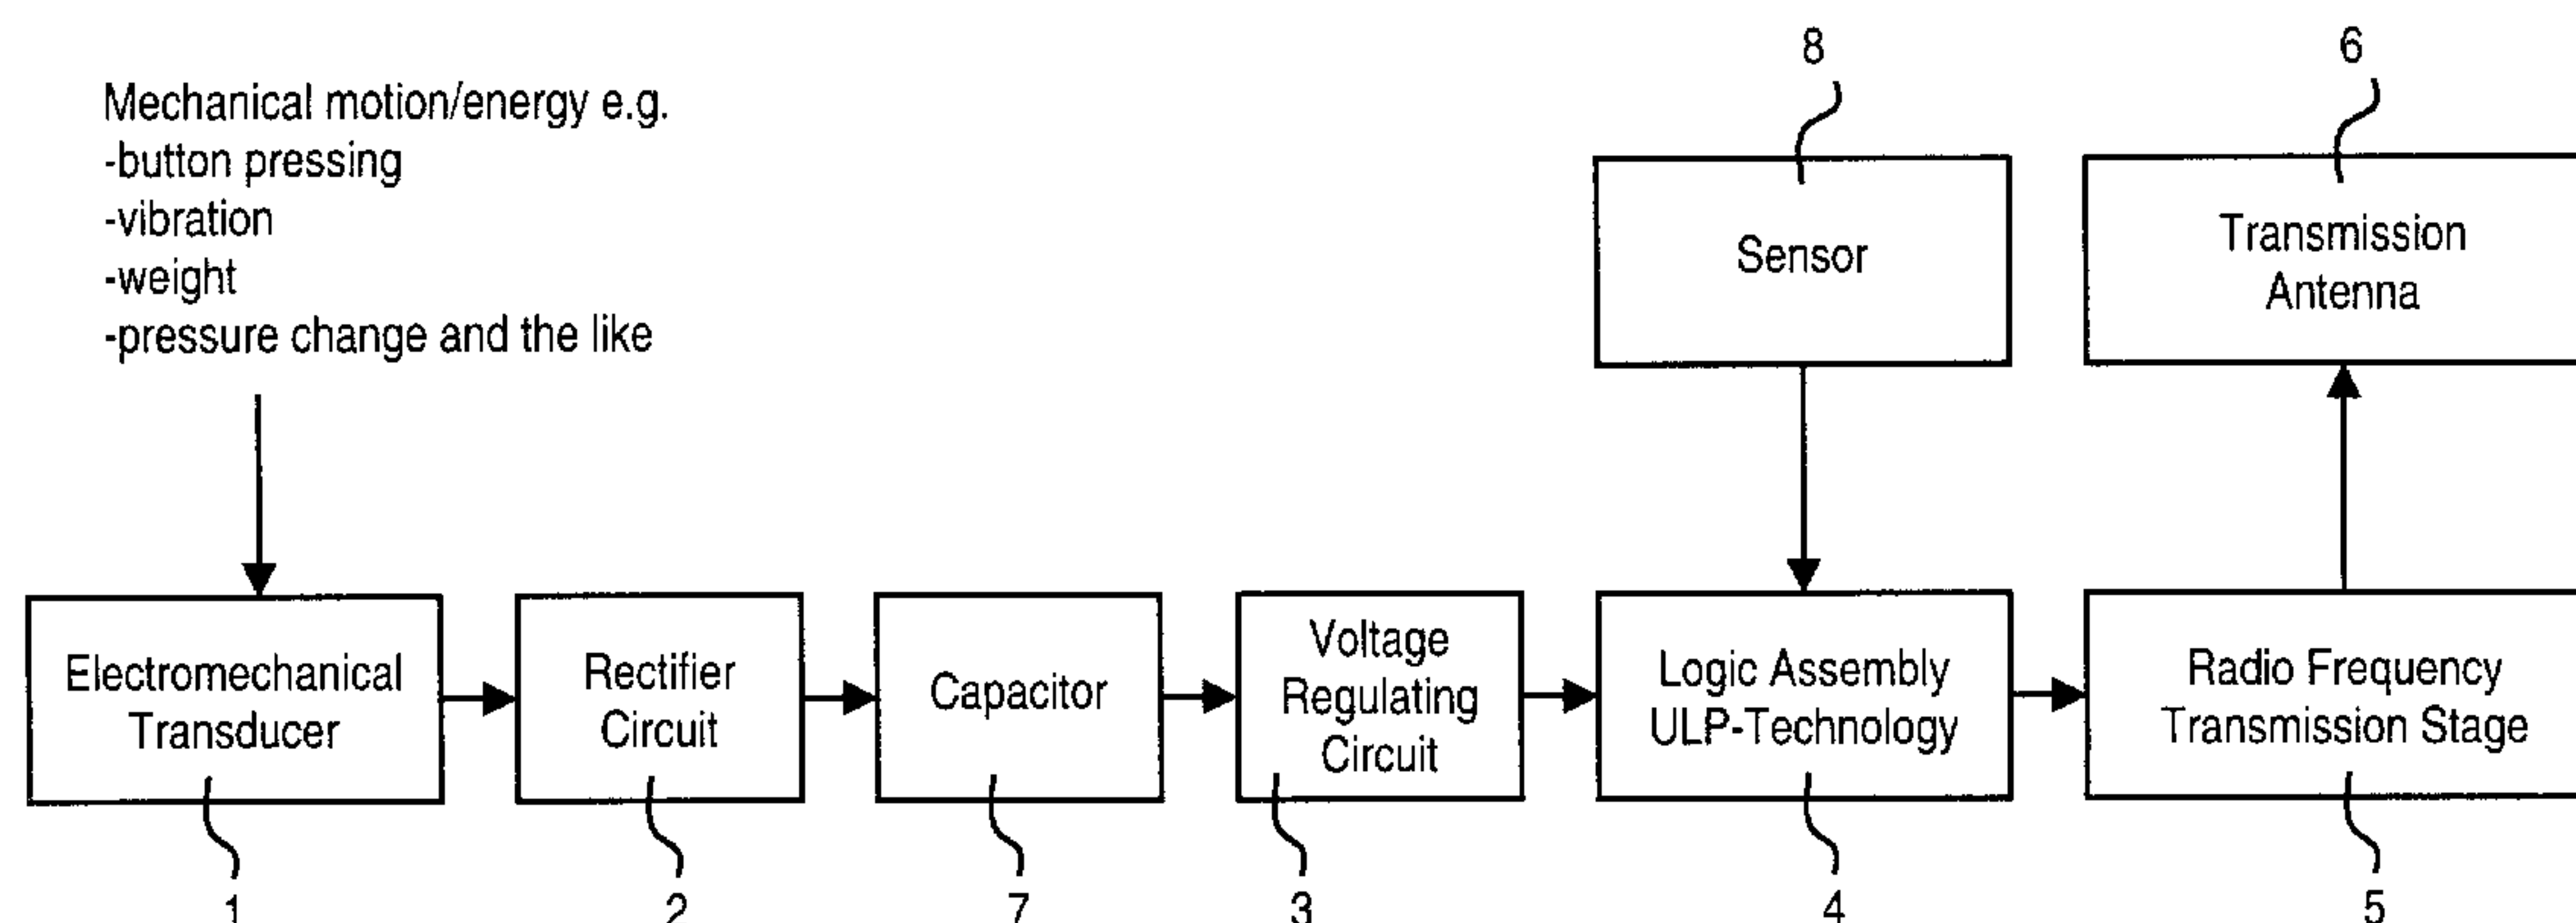 8
6
Mechanical motion/energy e.g.
-button pressing
-vibration
-weight
-pressure change and the like
Sensor
Transmission
Antenna
Electromechanical
Transducer
Rectifier
Circuit
Capacitor
Voltage
Regulating
Circuit
Logic Assembly
ULP-Technology
Radio Frequency
Transmission Stage
1
2
7
3
4
5